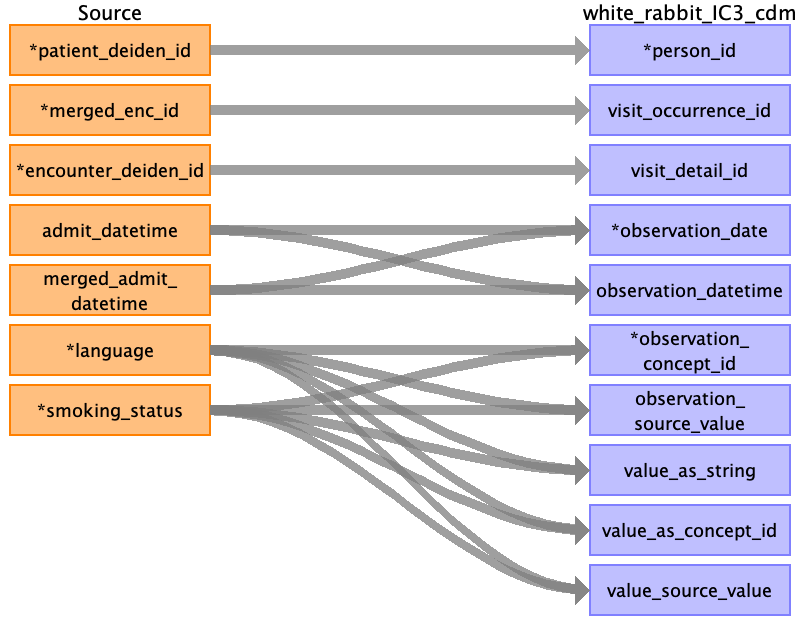 Source
white_rabbit_IC3_cdm
*patient_deiden_id
*person_id
*merged_enc_id
visit_occurrence_id
*encounter_deiden_id
visit_detail_id
admit_datetime
*observation_date
merged_admit_
datetime
observation_datetime
*language
*observation_
concept_id
*smoking_status
observation_
source_value
value_as_string
value_as_concept_id
value_source_value